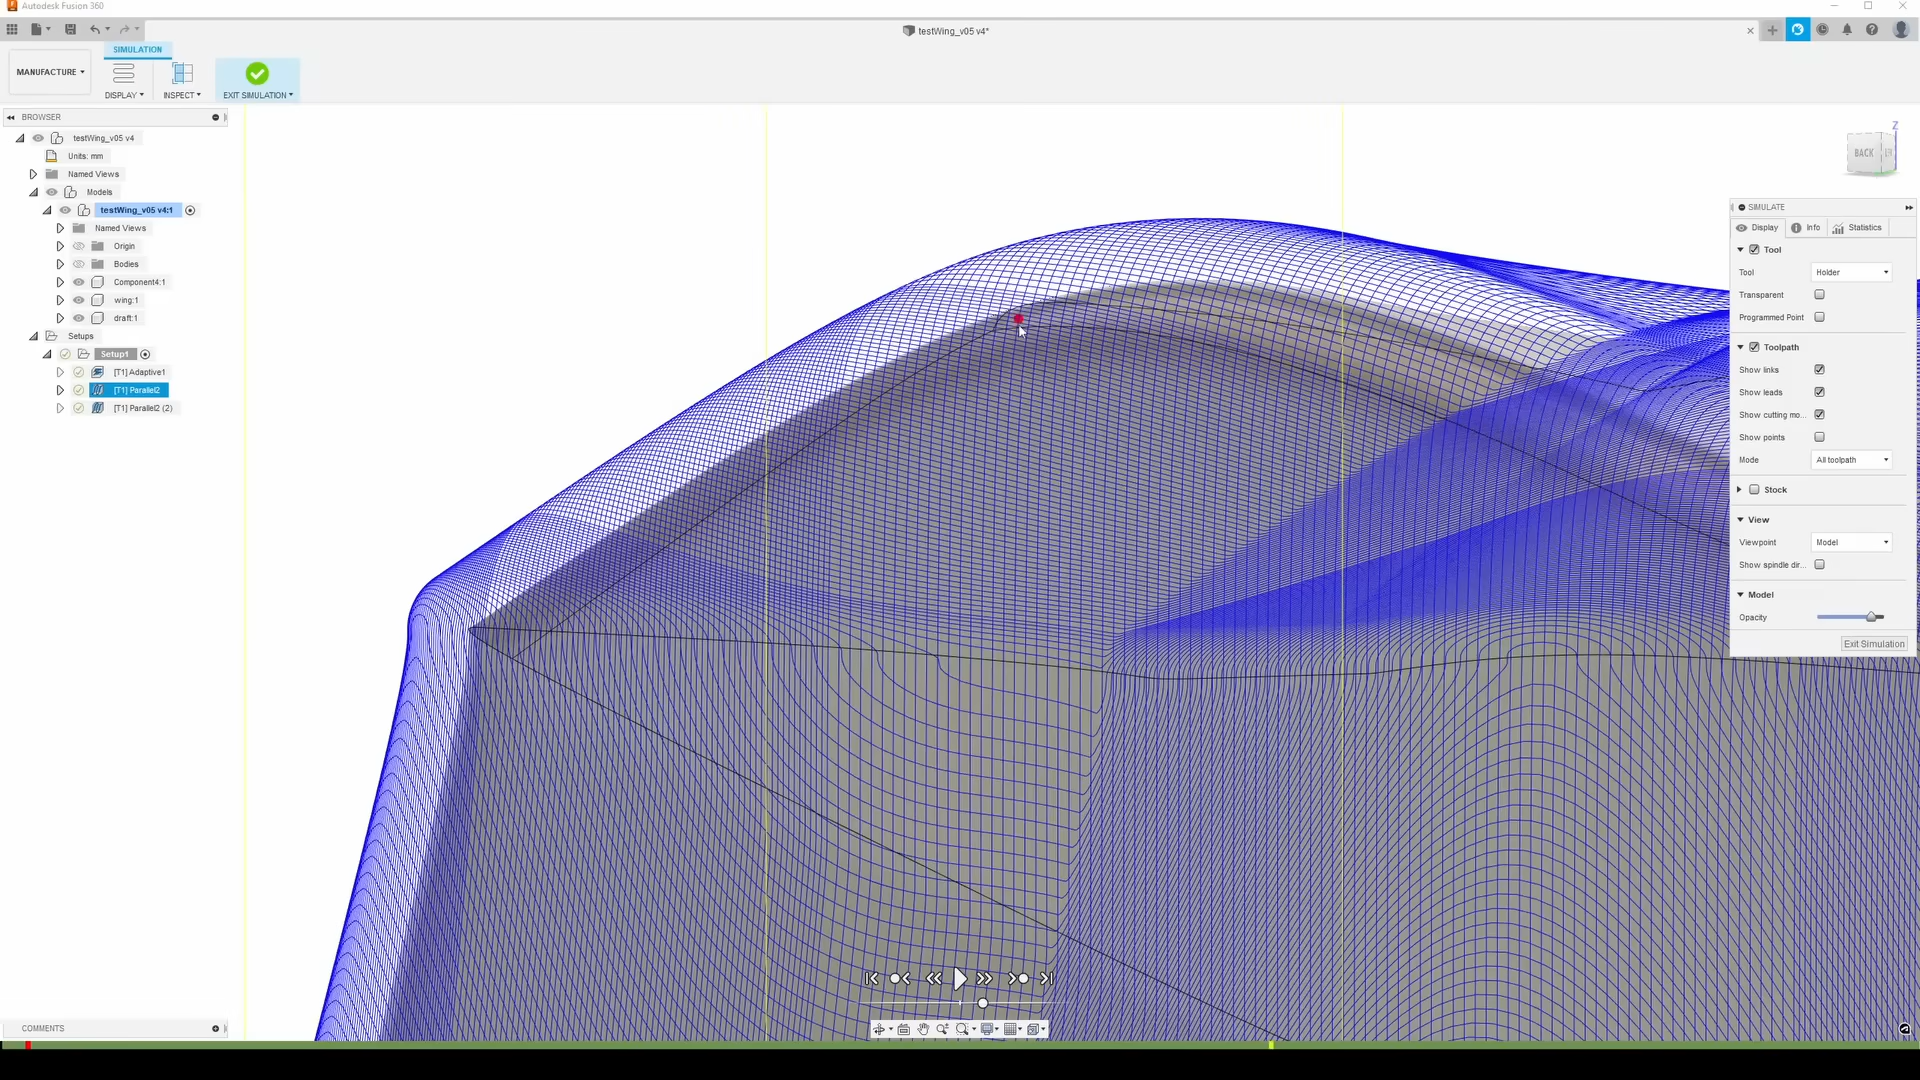 Autodesk Fusion 360
testWing_v05 v4*
MANUFACTURE
SIMULATION
DISPLAY
INSPECT
EXIT SIMULATION
BROWSER
testWing_v05 v4
Units: mm
Named Views
Models
testWing_v05 v4:1
Named Views
Origin
Bodies
Component4:1
wing:1
draft:1
Setups
Setup1
[T1] Adaptive1
[T1] Parallel2
[T1] Parallel2 (2)
Z
BACK
SIMULATE
Display
Info
Statistics
Tool
Tool Holder
Transparent
Programmed Point
Toolpath
Show links
Show leads
Show cutting mo...
Show points
Mode All toolpath
Stock
View
Viewpoint Model
Show spindle dir...
Model
Opacity
Exit Simulation
COMMENTS